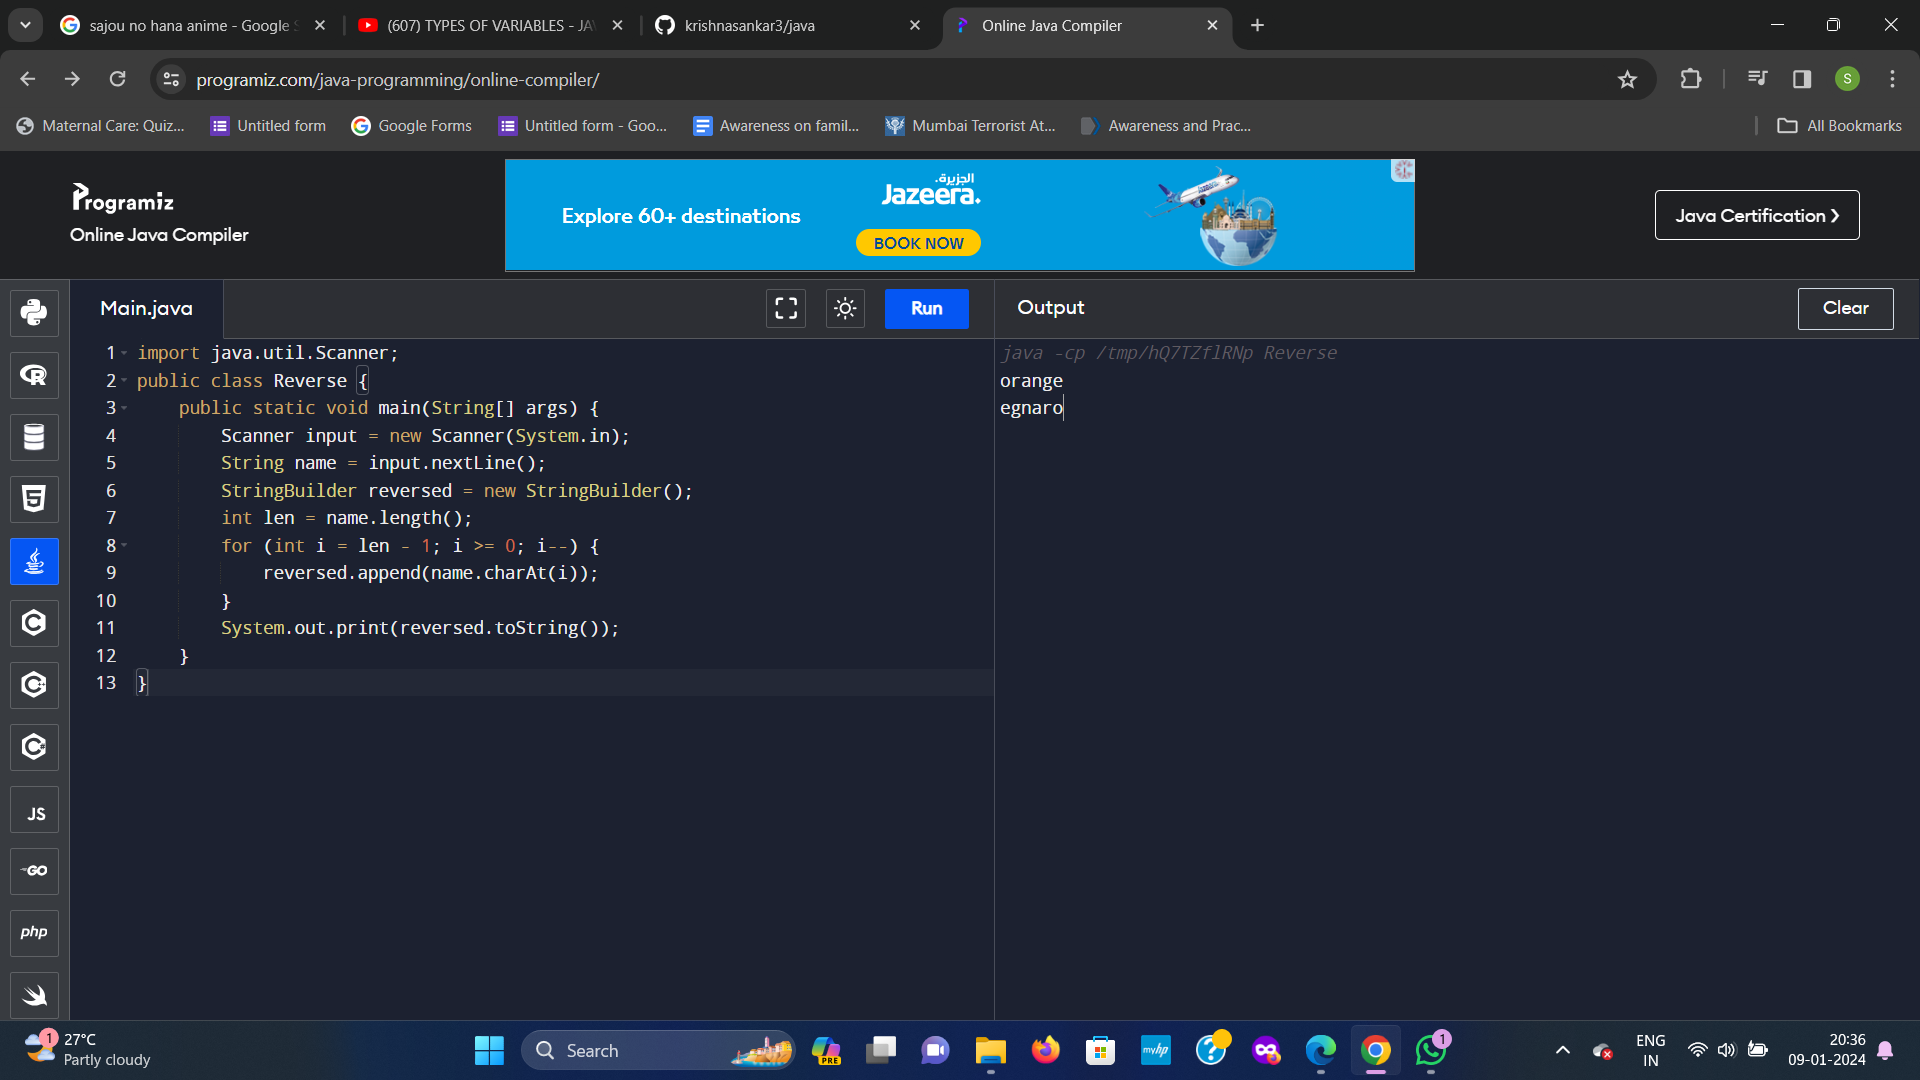 sajou no hana anime - Google S
(607) TYPES OF VARIABLES - JAV
krishnasankar3/java
Online Java Compiler
programiz.com/java-programming/online-compiler/
S
Maternal Care: Quiz...
Untitled form
Google Forms
Untitled form - Goo...
Awareness on famil...
Mumbai Terrorist At...
Awareness and Prac...
All Bookmarks
Programiz
Online Java Compiler
Explore 60+ destinations
الجزيرة.
Jazeera.
BOOK NOW
Java Certification ❯
Main.java
Run
Output
Clear
1 import java.util.Scanner;
2 public class Reverse {
3 public static void main(String[] args) {
4 Scanner input = new Scanner(System.in);
5 String name = input.nextLine();
6 StringBuilder reversed = new StringBuilder();
7 int len = name.length();
8 for (int i = len - 1; i >= 0; i--) {
9 reversed.append(name.charAt(i));
10 }
11 System.out.print(reversed.toString());
12 }
13 }
java -cp /tmp/hQ7TZflRNp Reverse
orange
egnaro
R
5
C
C
C
JS
GO
php
1
27°C
Partly cloudy
Search
PRE
myhp
?
1
ENG
IN
20:36
09-01-2024